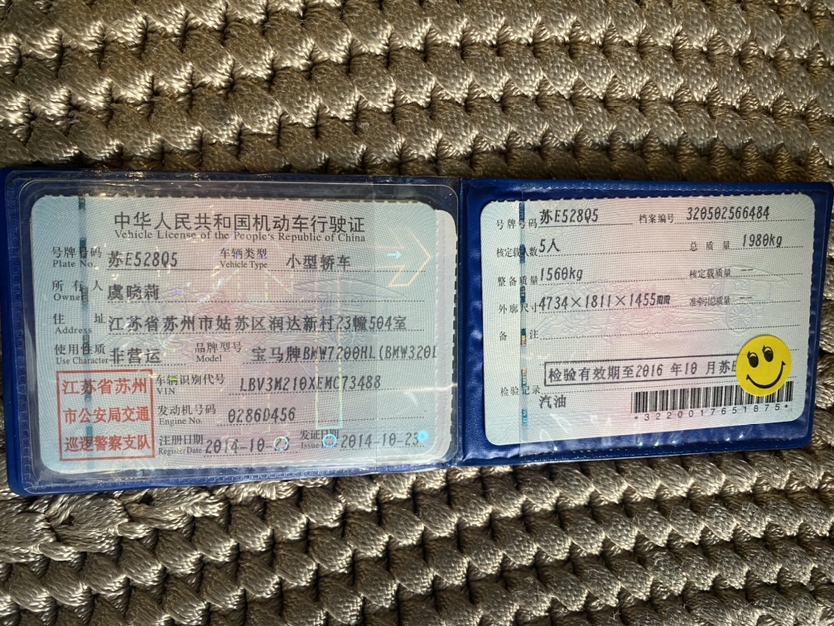 中华人民共和国机动车行驶证
Vehicle License of the People's Republic of China
号牌号码 苏E528Q5 车辆类型 小型轿车
Plate No. Vehicle Type
所有人 虞晓莉
Owner
住址 江苏省苏州市姑苏区润达新村23幢504室
Address
使用性质 非营运 品牌型号 宝马牌BMW7200HL(BMW320L
Use Character Model
江苏省苏州
市公安局交通
巡逻警察支队
车辆识别代号 LBV3M210XEMC73488
VIN
发动机号码 02860456
Engine No.
注册日期 2014-10-23 发证日期 2014-10-23
Register Date Issue
号牌号码 苏E528Q5 档案编号 320502566484
核定载人数 5人 总质量 1980kg
整备质量 1560kg 核定载质量 --
外廓尺寸 4734×1811×1455mm 准牵引总质量 --
备注
检验有效期至2016 年10 月苏
检验记录
汽油
*3220017651875*